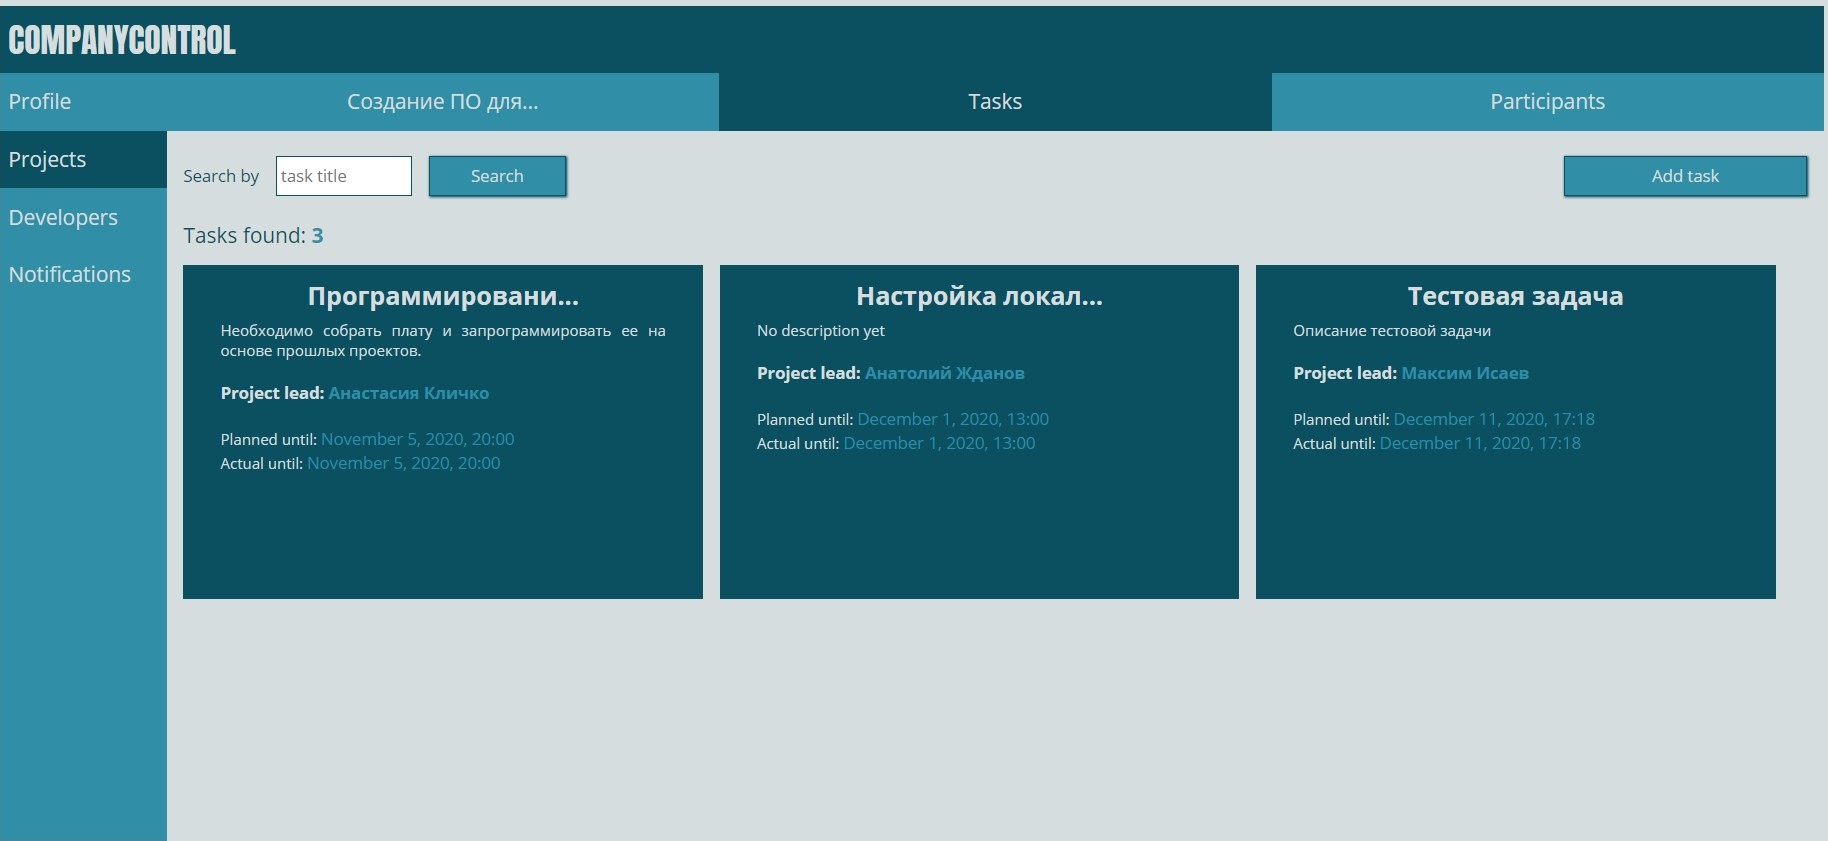 COMPANYCONTROL
Profile
Создание ПО для...
Tasks
Participants
Projects
Developers
Notifications
Search by
task title
Search
Add task
Tasks found: 3
Программировани...
Необходимо собрать плату и запрограммировать ее на
основе прошлых проектов.
Project lead: Анастасия Кличко
Planned until: November 5, 2020, 20:00
Actual until: November 5, 2020, 20:00
Настройка локал...
No description yet
Project lead: Анатолий Жданов
Planned until: December 1, 2020, 13:00
Actual until: December 1, 2020, 13:00
Тестовая задача
Описание тестовой задачи
Project lead: Максим Исаев
Planned until: December 11, 2020, 17:18
Actual until: December 11, 2020, 17:18